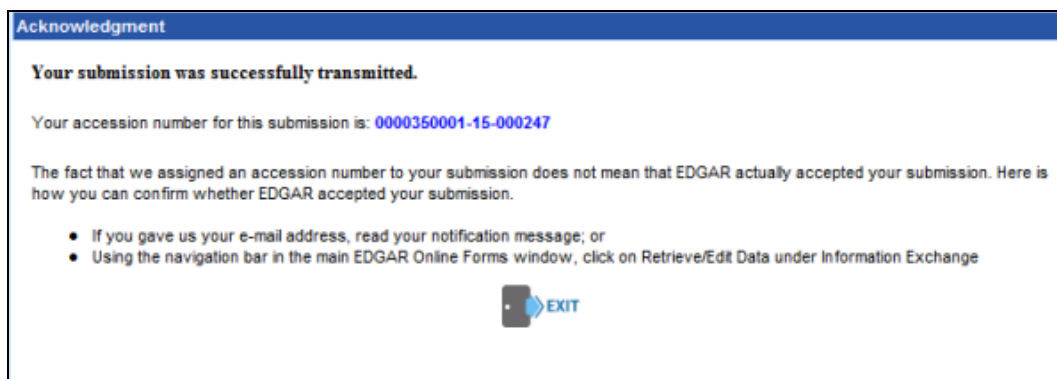 Acknowledgment
Your submission was successfully transmitted.
Your accession number for this submission is: 0000350001-15-000247
The fact that we assigned an accession number to your submission does not mean that EDGAR actually accepted your submission. Here is
how you can confirm whether EDGAR accepted your submission.
● If you gave us your e-mail address, read your notification message; or
● Using the navigation bar in the main EDGAR Online Forms window, click on Retrieve/Edit Data under Information Exchange
EXIT